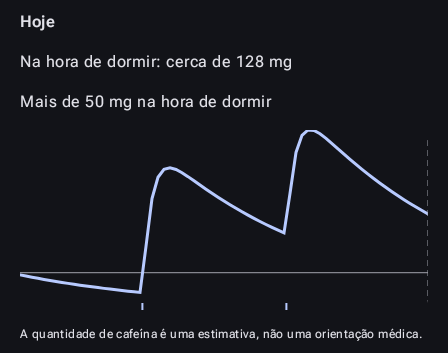 Hoje
Na hora de dormir: cerca de 128 mg
Mais de 50 mg na hora de dormir
A quantidade de cafeína é uma estimativa, não uma orientação médica.